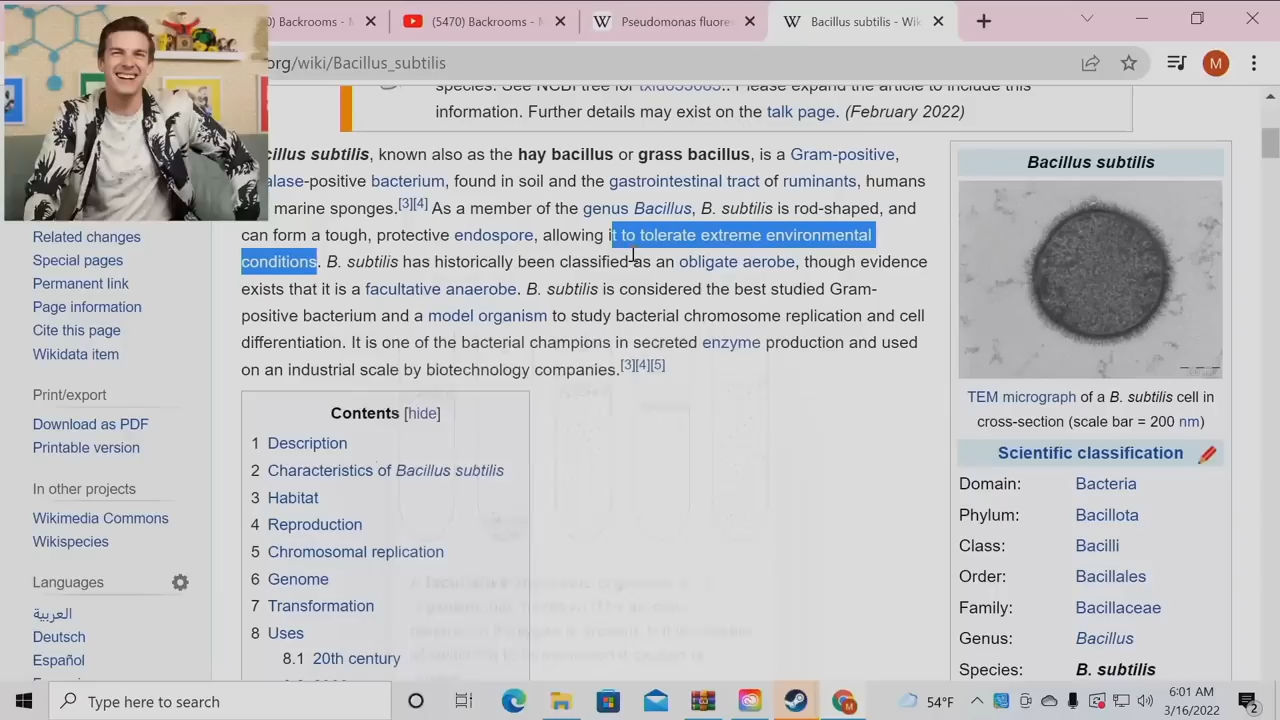 0) Backrooms - M
(5470) Backrooms - M
Pseudomonas fluore
Bacillus subtilis - Wik
org/wiki/Bacillus_subtilis
M
information. Further details may exist on the talk page. (February 2022)
cillus subtilis, known also as the hay bacillus or grass bacillus, is a Gram-positive,
alase-positive bacterium, found in soil and the gastrointestinal tract of ruminants, humans
marine sponges.[3][4] As a member of the genus Bacillus, B. subtilis is rod-shaped, and
can form a tough, protective endospore, allowing it to tolerate extreme environmental
conditions. B. subtilis has historically been classified as an obligate aerobe, though evidence
exists that it is a facultative anaerobe. B. subtilis is considered the best studied Gram-
positive bacterium and a model organism to study bacterial chromosome replication and cell
differentiation. It is one of the bacterial champions in secreted enzyme production and used
on an industrial scale by biotechnology companies.[3][4][5]
Related changes
Special pages
Permanent link
Page information
Cite this page
Wikidata item
Print/export
Download as PDF
Printable version
In other projects
Wikimedia Commons
Wikispecies
Languages
العربية
Deutsch
Español
Contents [hide]
1 Description
2 Characteristics of Bacillus subtilis
3 Habitat
4 Reproduction
5 Chromosomal replication
6 Genome
7 Transformation
8 Uses
8.1 20th century
Bacillus subtilis
TEM micrograph of a B. subtilis cell in
cross-section (scale bar = 200 nm)
Scientific classification
Domain: Bacteria
Phylum: Bacillota
Class: Bacilli
Order: Bacillales
Family: Bacillaceae
Genus: Bacillus
Species: B. subtilis
Type here to search
54°F
6:01 AM
3/16/2022
2